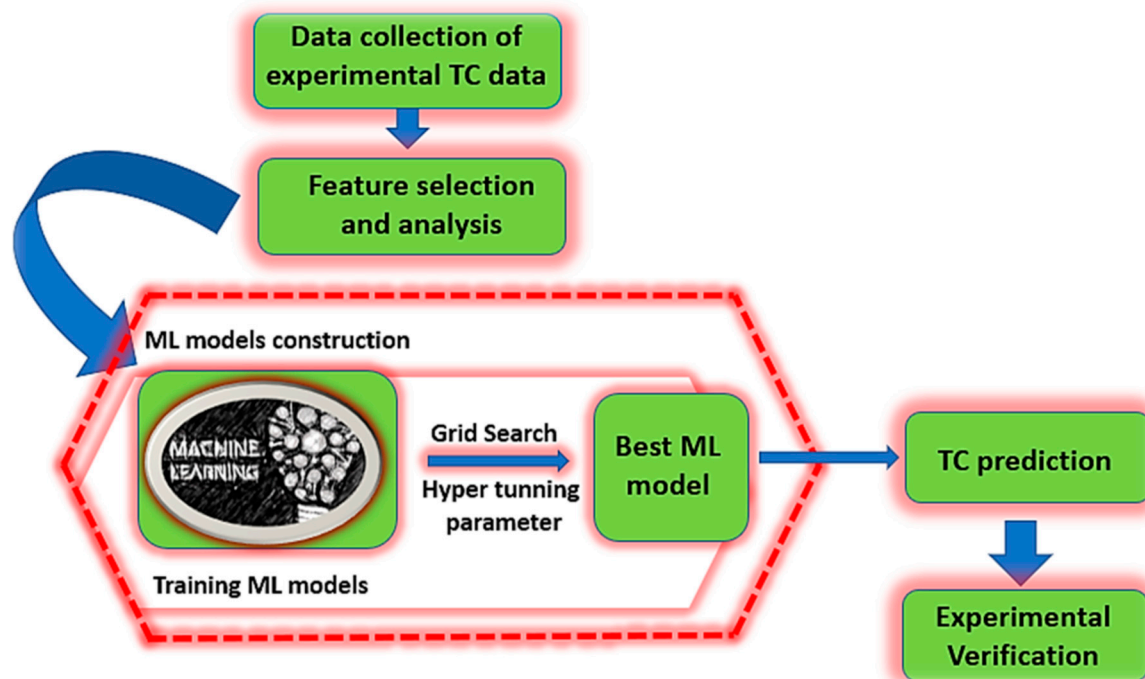 Data collection of
experimental TC data
Feature selection
and analysis
ML models construction
MACHINE
LEARNING
Training ML models
Grid Search
Hyper tunning
parameter
Best ML
model
TC prediction
Experimental
Verification